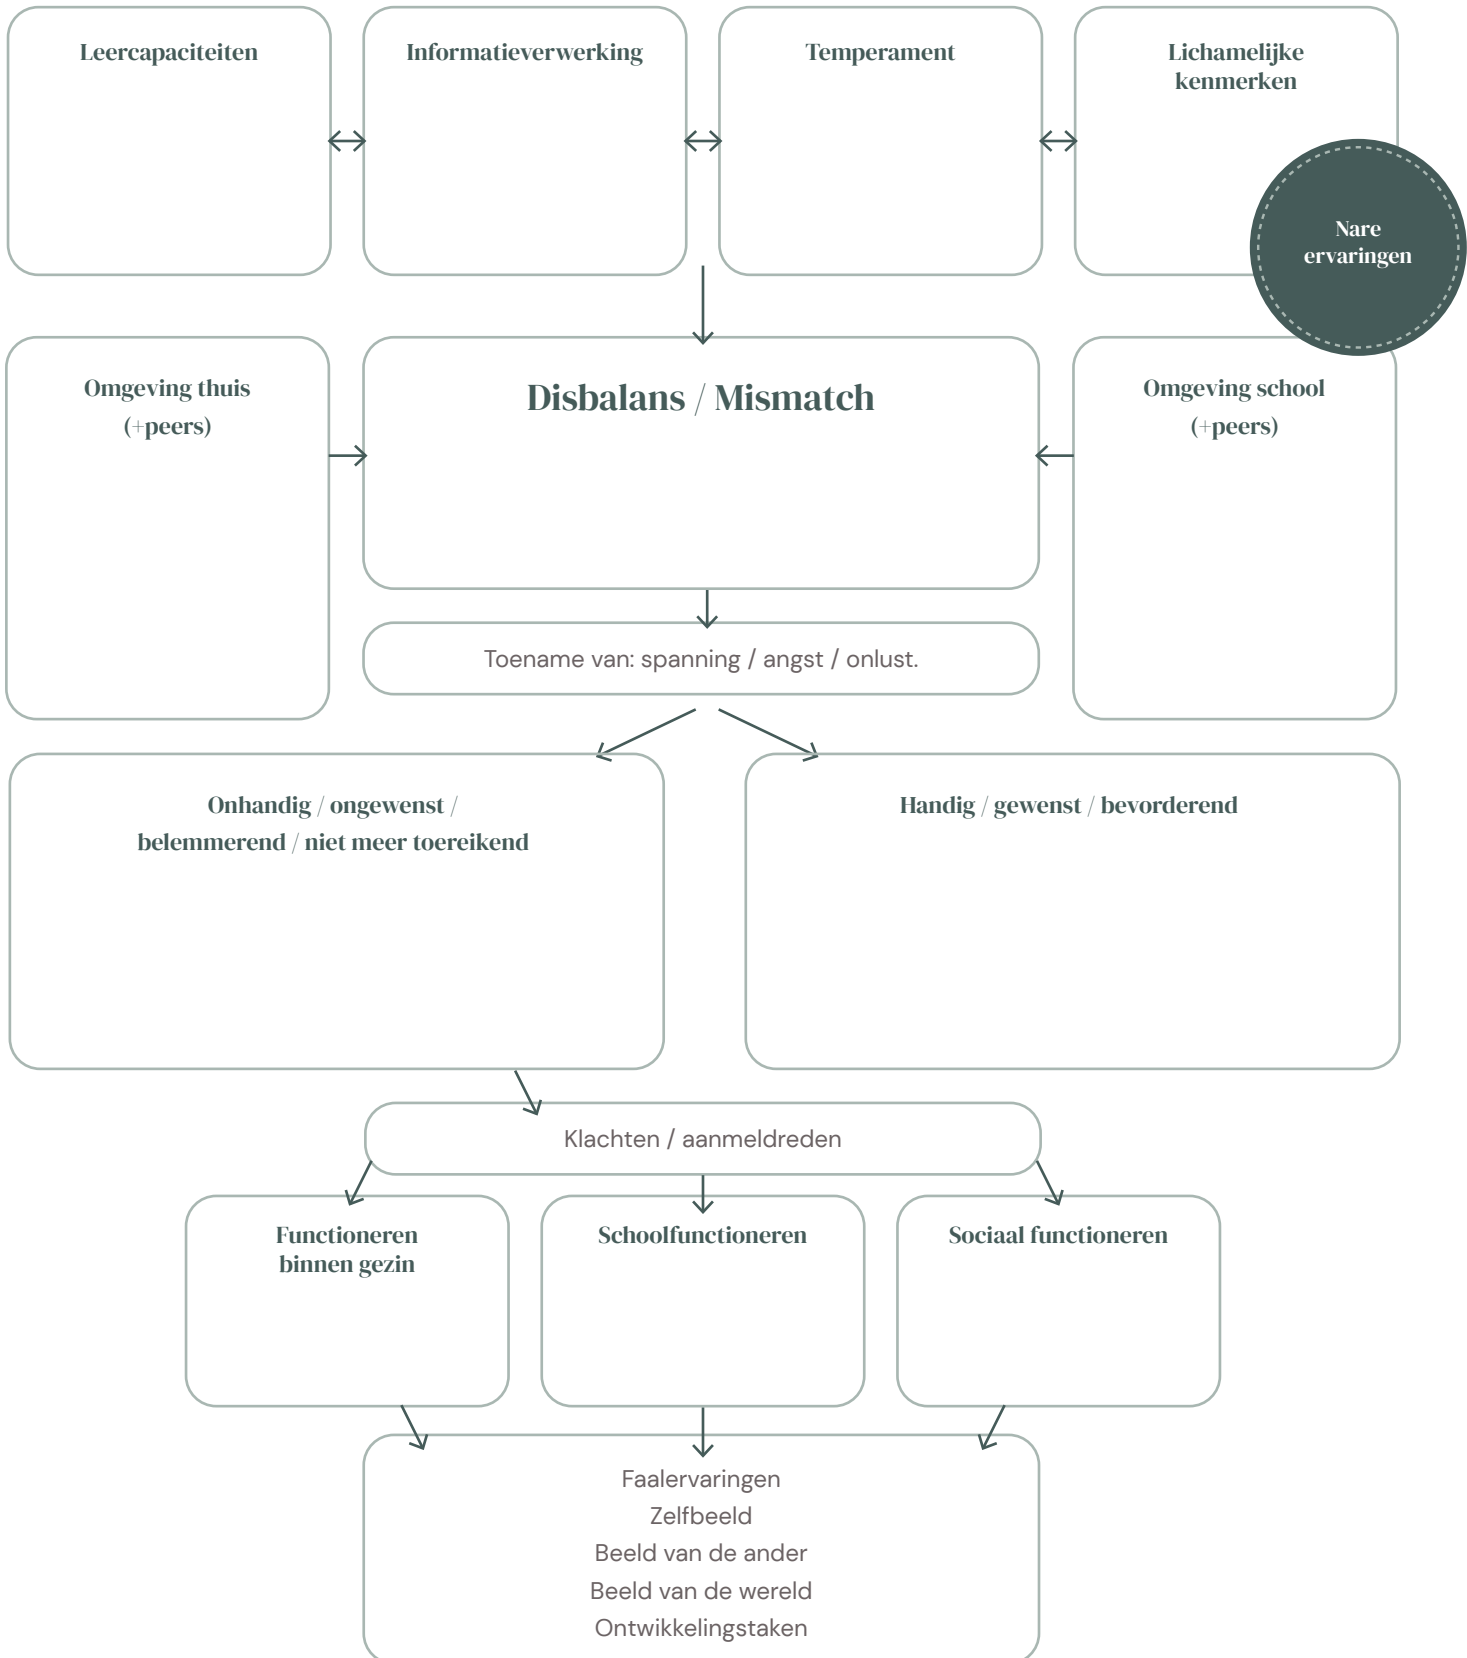 Leercapaciteiten
Informatieverwerking
Temperament
Lichamelijke
kenmerken
Nare
ervaringen
Omgeving thuis
(+peers)
Disbalans / Mismatch
Omgeving school
(+peers)
Toename van: spanning / angst / onlust.
Onhandig / ongewenst /
belemmerend / niet meer toereikend
Handig / gewenst / bevorderend
Klachten / aanmeldreden
Functioneren
binnen gezin
Schoolfunctioneren
Sociaal functioneren
Faalervaringen
Zelfbeeld
Beeld van de ander
Beeld van de wereld
Ontwikkelingstaken